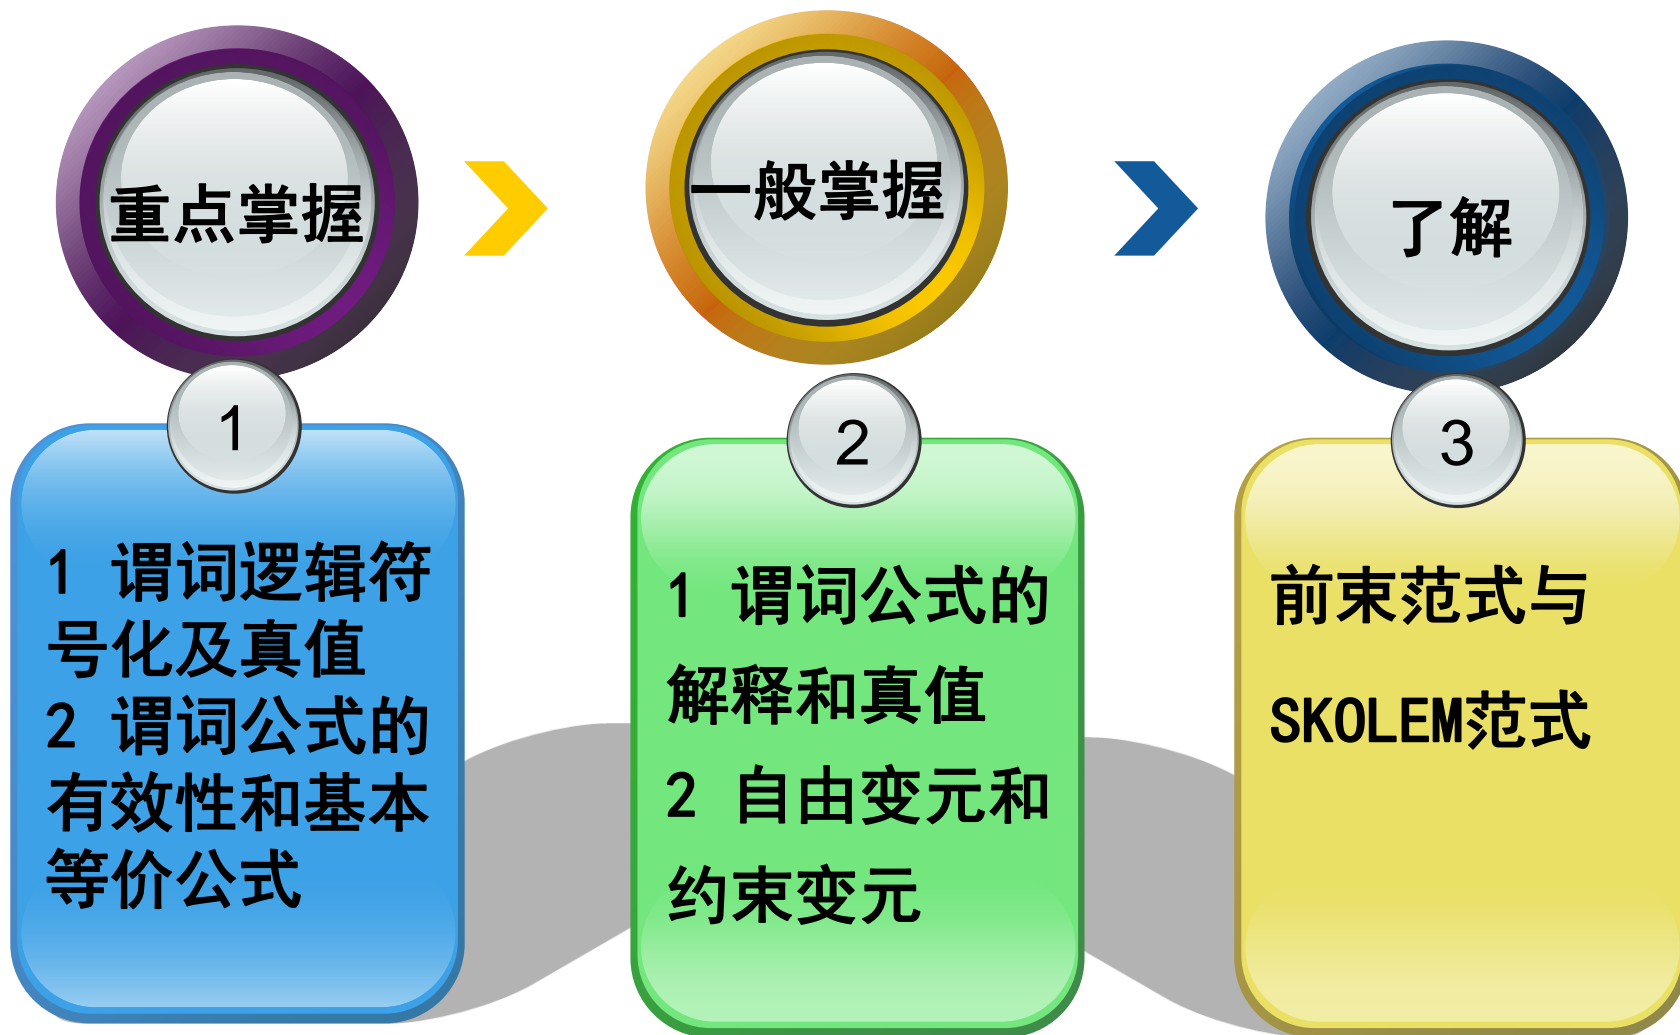 重点掌握
一般掌握
了解
1
1 谓词逻辑符
号化及真值
2 谓词公式的
有效性和基本
等价公式
2
1 谓词公式的
解释和真值
2 自由变元和
约束变元
3
前束范式与
SKOLEM范式